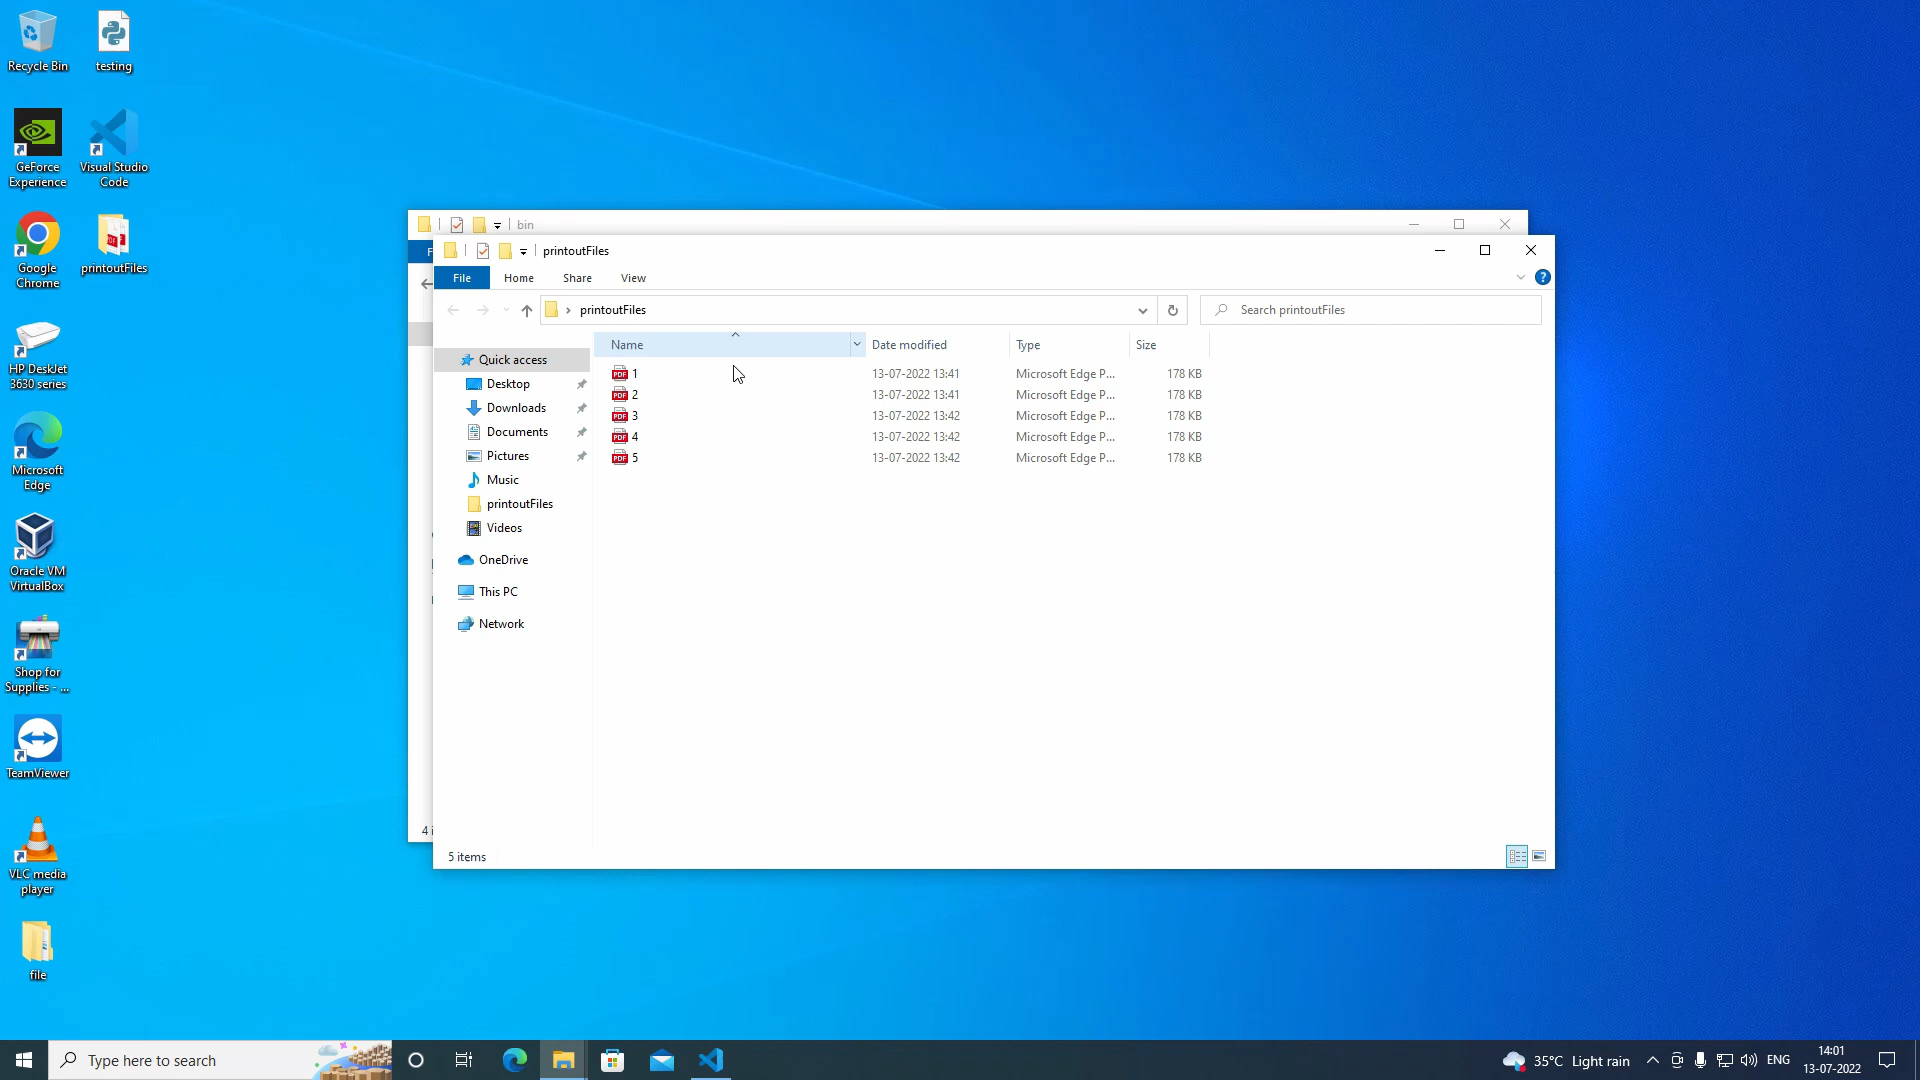 Recycle Bin
testing
GeForce
Experience
Visual Studio
Code
Google
Chrome
printoutFiles
HP DeskJet
3630 series
Microsoft
Edge
Oracle VM
VirtualBox
Shop for
Supplies - ...
TeamViewer
VLC media
player
file
bin
printoutFiles
File
Home
Share
View
printoutFiles
Search printoutFiles
Name
Date modified
Type
Size
1 13-07-2022 13:41 Microsoft Edge P... 178 KB
2 13-07-2022 13:41 Microsoft Edge P... 178 KB
3 13-07-2022 13:42 Microsoft Edge P... 178 KB
4 13-07-2022 13:42 Microsoft Edge P... 178 KB
5 13-07-2022 13:42 Microsoft Edge P... 178 KB
Quick access
Desktop
Downloads
Documents
Pictures
Music
printoutFiles
Videos
OneDrive
This PC
Network
5 items
Type here to search
35°C Light rain
ENG
14:01
13-07-2022